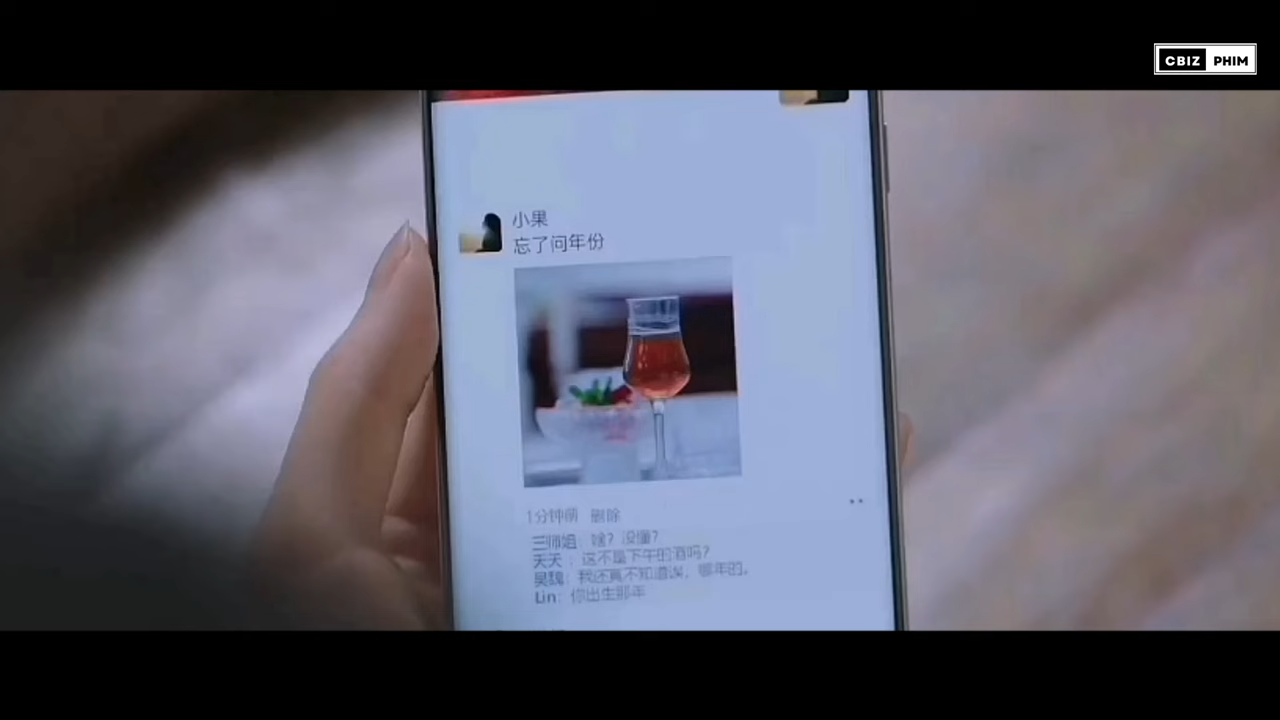 CBIZ PHIM
小果
忘了问年份
1分钟前 删除
三师姐：啥？没懂？
天天：这不是下午的酒吗？
吴魏：我还真不知道诶，哪年的。
Lin：你出生那年